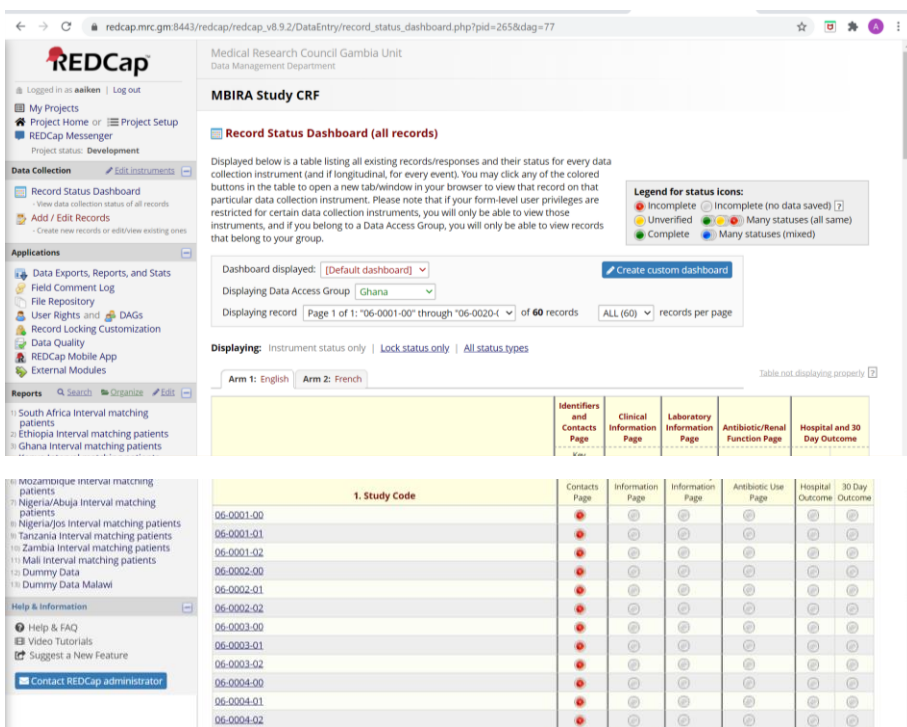 redcap.mrc.gm:8443/redcap/redcap_v8.9.2/DataEntry/record_status_dashboard.php?pid=265&dag=77
A
REDCap
Logged in as aaiken | Log out
My Projects
Project Home or Project Setup
REDCap Messenger
Project status: Development
Data Collection Edit instruments
Record Status Dashboard
- View data collection status of all records
Add / Edit Records
- Create new records or edit/view existing ones
Applications
Data Exports, Reports, and Stats
Field Comment Log
File Repository
User Rights and DAGs
Record Locking Customization
Data Quality
REDCap Mobile App
External Modules
Reports Search Organize Edit
1) South Africa Interval matching
patients
2) Ethiopia Interval matching patients
3) Ghana Interval matching patients
Medical Research Council Gambia Unit
Data Management Department
MBIRA Study CRF
Record Status Dashboard (all records)
Displayed below is a table listing all existing records/responses and their status for every data
collection instrument (and if longitudinal, for every event). You may click any of the colored
buttons in the table to open a new tab/window in your browser to view that record on that
particular data collection instrument. Please note that if your form-level user privileges are
restricted for certain data collection instruments, you will only be able to view those
instruments, and if you belong to a Data Access Group, you will only be able to view records
that belong to your group.
Legend for status icons:
Incomplete Incomplete (no data saved) ?
Unverified Many statuses (all same)
Complete Many statuses (mixed)
Dashboard displayed: [Default dashboard] Create custom dashboard
Displaying Data Access Group Ghana
Displaying record Page 1 of 1: "06-0001-00" through "06-0020-( of 60 records ALL (60) records per page
Displaying: Instrument status only | Lock status only | All status types
Arm 1: English Arm 2: French
Table not displaying properly ?
Identifiers
and
Contacts
Page
Clinical
Information
Page
Laboratory
Information
Page
Antibiotic/Renal
Function Page
Hospital and 30
Day Outcome
6) Mozambique Interval matching
patients
7) Nigeria/Abuja Interval matching
patients
Nigeria/Jos Interval matching patients
Tanzania Interval matching patients
10) Zambia Interval matching patients
11) Mali Interval matching patients
12) Dummy Data
13) Dummy Data Malawi
Help & Information
Help & FAQ
Video Tutorials
Suggest a New Feature
Contact REDCap administrator
1. Study Code
Contacts
Page
Information
Page
Information
Page
Antibiotic Use
Page
Hospital
Outcome
30 Day
Outcome
06-0001-00
06-0001-01
06-0001-02
06-0002-00
06-0002-01
06-0002-02
06-0003-00
06-0003-01
06-0003-02
06-0004-00
06-0004-01
06-0004-02